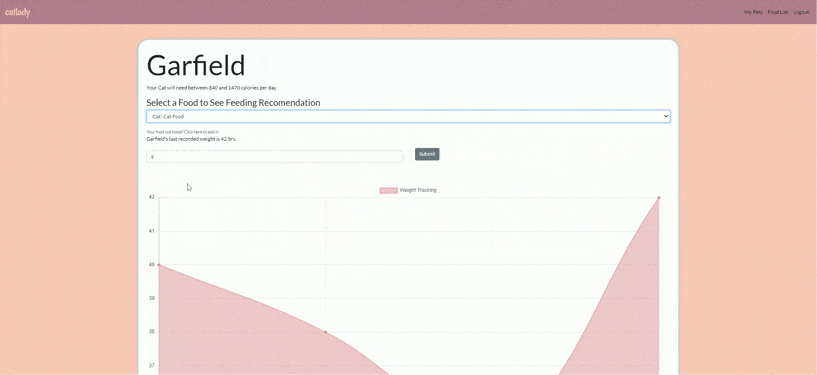 catlady
My Pets Food List Logout
Garfield
Your Cat will need between 840 and 1470 calories per day.
Select a Food to See Feeding Recomendation
Cat: Cat Food
Your food not listed? Click here to add it!
Garfield's last recorded weight is 42 lbs.
Submit
Weight Tracking
42
41
40
39
38
37